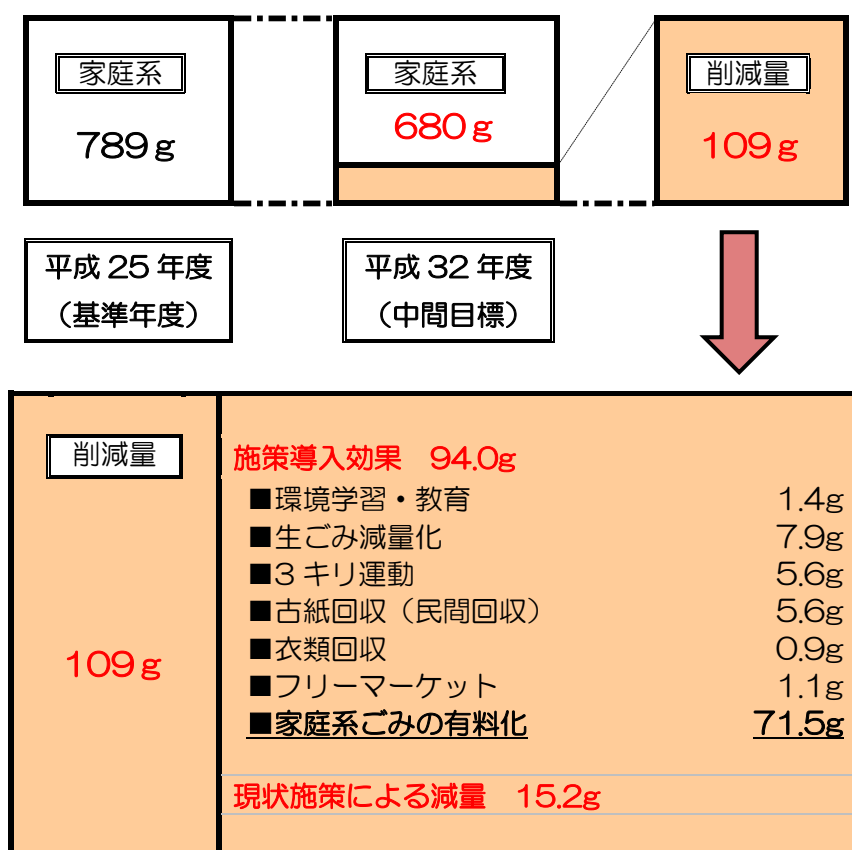 家庭系
789g
家庭系
680g
削減量
109g
平成25年度
（基準年度）
平成32年度
（中間目標）
削減量
109g
施策導入効果　94.0g
■環境学習・教育　1.4g
■生ごみ減量化　7.9g
■3キリ運動　5.6g
■古紙回収（民間回収）　5.6g
■衣類回収　0.9g
■フリーマーケット　1.1g
■家庭系ごみの有料化　71.5g
現状施策による減量　15.2g